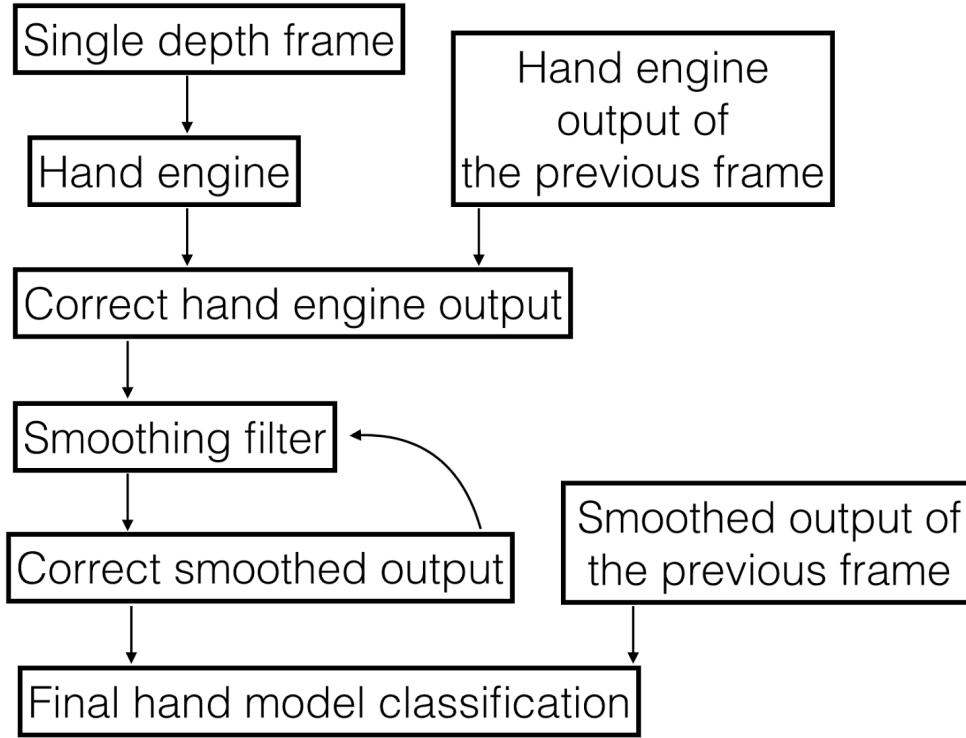 Single depth frame
Hand engine
output of
the previous frame
Hand engine
Correct hand engine output
Smoothing filter
Smoothed output of
the previous frame
Correct smoothed output
Final hand model classification